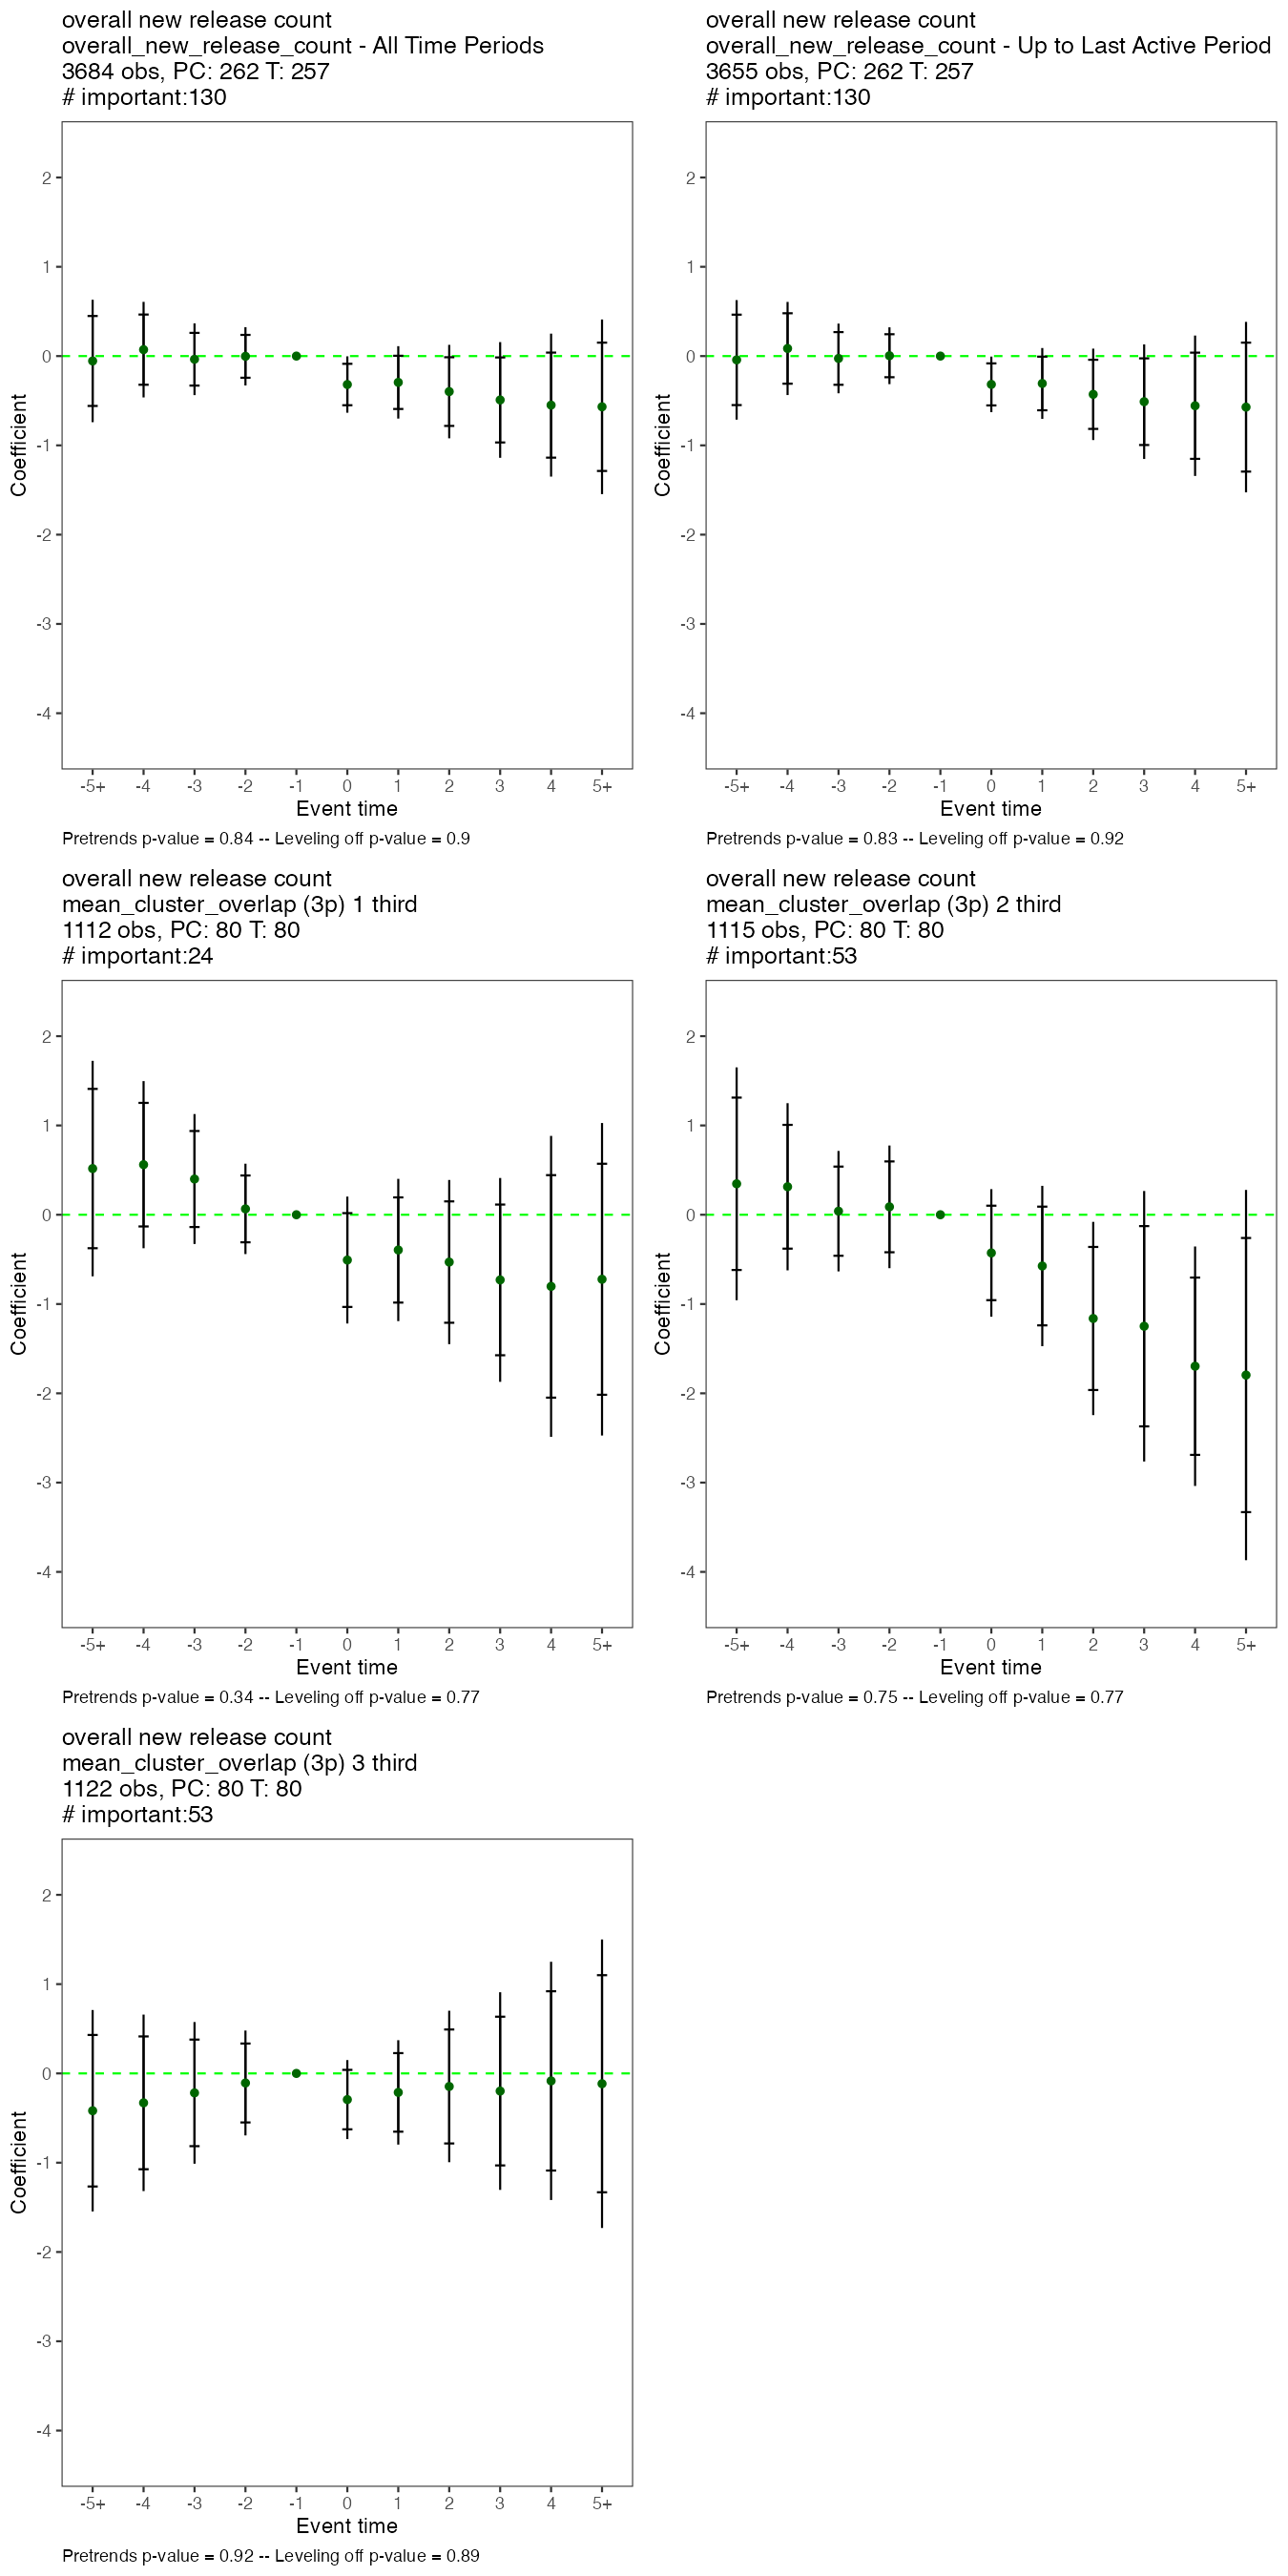 overall new release count
overall_new_release_count - All Time Periods
3684 obs, PC: 262 T: 257
# important:130
2
1
0
-1
-2
-3
-4
Coefficient
-5+ -4 -3 -2 -1 0 1 2 3 4 5+
Event time
Pretrends p-value = 0.84 -- Leveling off p-value = 0.9
overall new release count
overall_new_release_count - Up to Last Active Period
3655 obs, PC: 262 T: 257
# important:130
2
1
0
-1
-2
-3
-4
Coefficient
-5+ -4 -3 -2 -1 0 1 2 3 4 5+
Event time
Pretrends p-value = 0.83 -- Leveling off p-value = 0.92
overall new release count
mean_cluster_overlap (3p) 1 third
1112 obs, PC: 80 T: 80
# important:24
2
1
0
-1
-2
-3
-4
Coefficient
-5+ -4 -3 -2 -1 0 1 2 3 4 5+
Event time
Pretrends p-value = 0.34 -- Leveling off p-value = 0.77
overall new release count
mean_cluster_overlap (3p) 2 third
1115 obs, PC: 80 T: 80
# important:53
2
1
0
-1
-2
-3
-4
Coefficient
-5+ -4 -3 -2 -1 0 1 2 3 4 5+
Event time
Pretrends p-value = 0.75 -- Leveling off p-value = 0.77
overall new release count
mean_cluster_overlap (3p) 3 third
1122 obs, PC: 80 T: 80
# important:53
2
1
0
-1
-2
-3
-4
Coefficient
-5+ -4 -3 -2 -1 0 1 2 3 4 5+
Event time
Pretrends p-value = 0.92 -- Leveling off p-value = 0.89